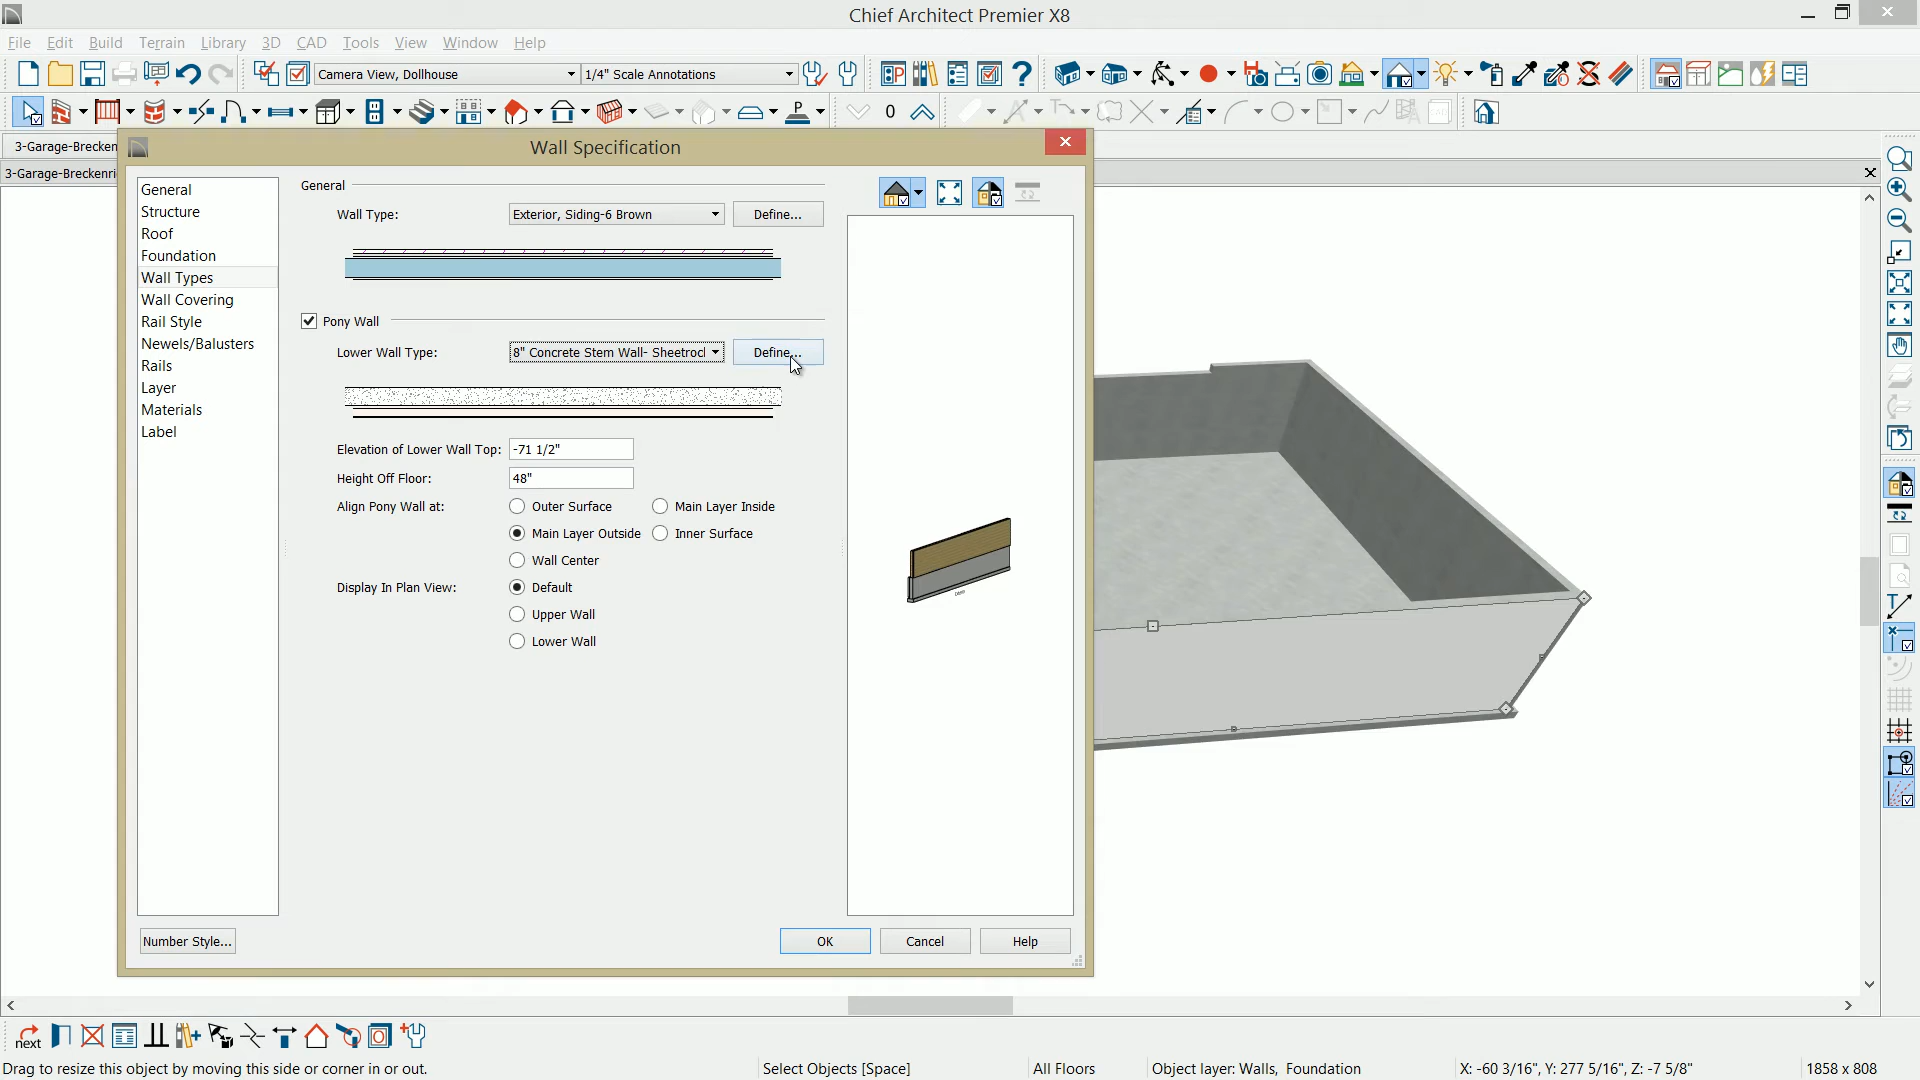 Chief Architect Premier X8
File Edit Build Terrain Library 3D CAD Tools View Window Help
Camera View, Dollhouse 1/4" Scale Annotations
0
3-Garage-Brecken
3-Garage-Breckenri
Wall Specification
General
Structure
Roof
Foundation
Wall Types
Wall Covering
Rail Style
Newels/Balusters
Rails
Layer
Materials
Label
General
Wall Type: Exterior, Siding-6 Brown Define...
Pony Wall
Lower Wall Type: 8" Concrete Stem Wall- Sheetrocl Define...
Elevation of Lower Wall Top: -71 1/2"
Height Off Floor: 48"
Align Pony Wall at: Outer Surface Main Layer Inside
Main Layer Outside Inner Surface
Wall Center
Display In Plan View: Default
Upper Wall
Lower Wall
Number Style... OK Cancel Help
next
Drag to resize this object by moving this side or corner in or out. Select Objects [Space] All Floors Object layer: Walls, Foundation X: -60 3/16", Y: 277 5/16", Z: -7 5/8" 1858 x 808